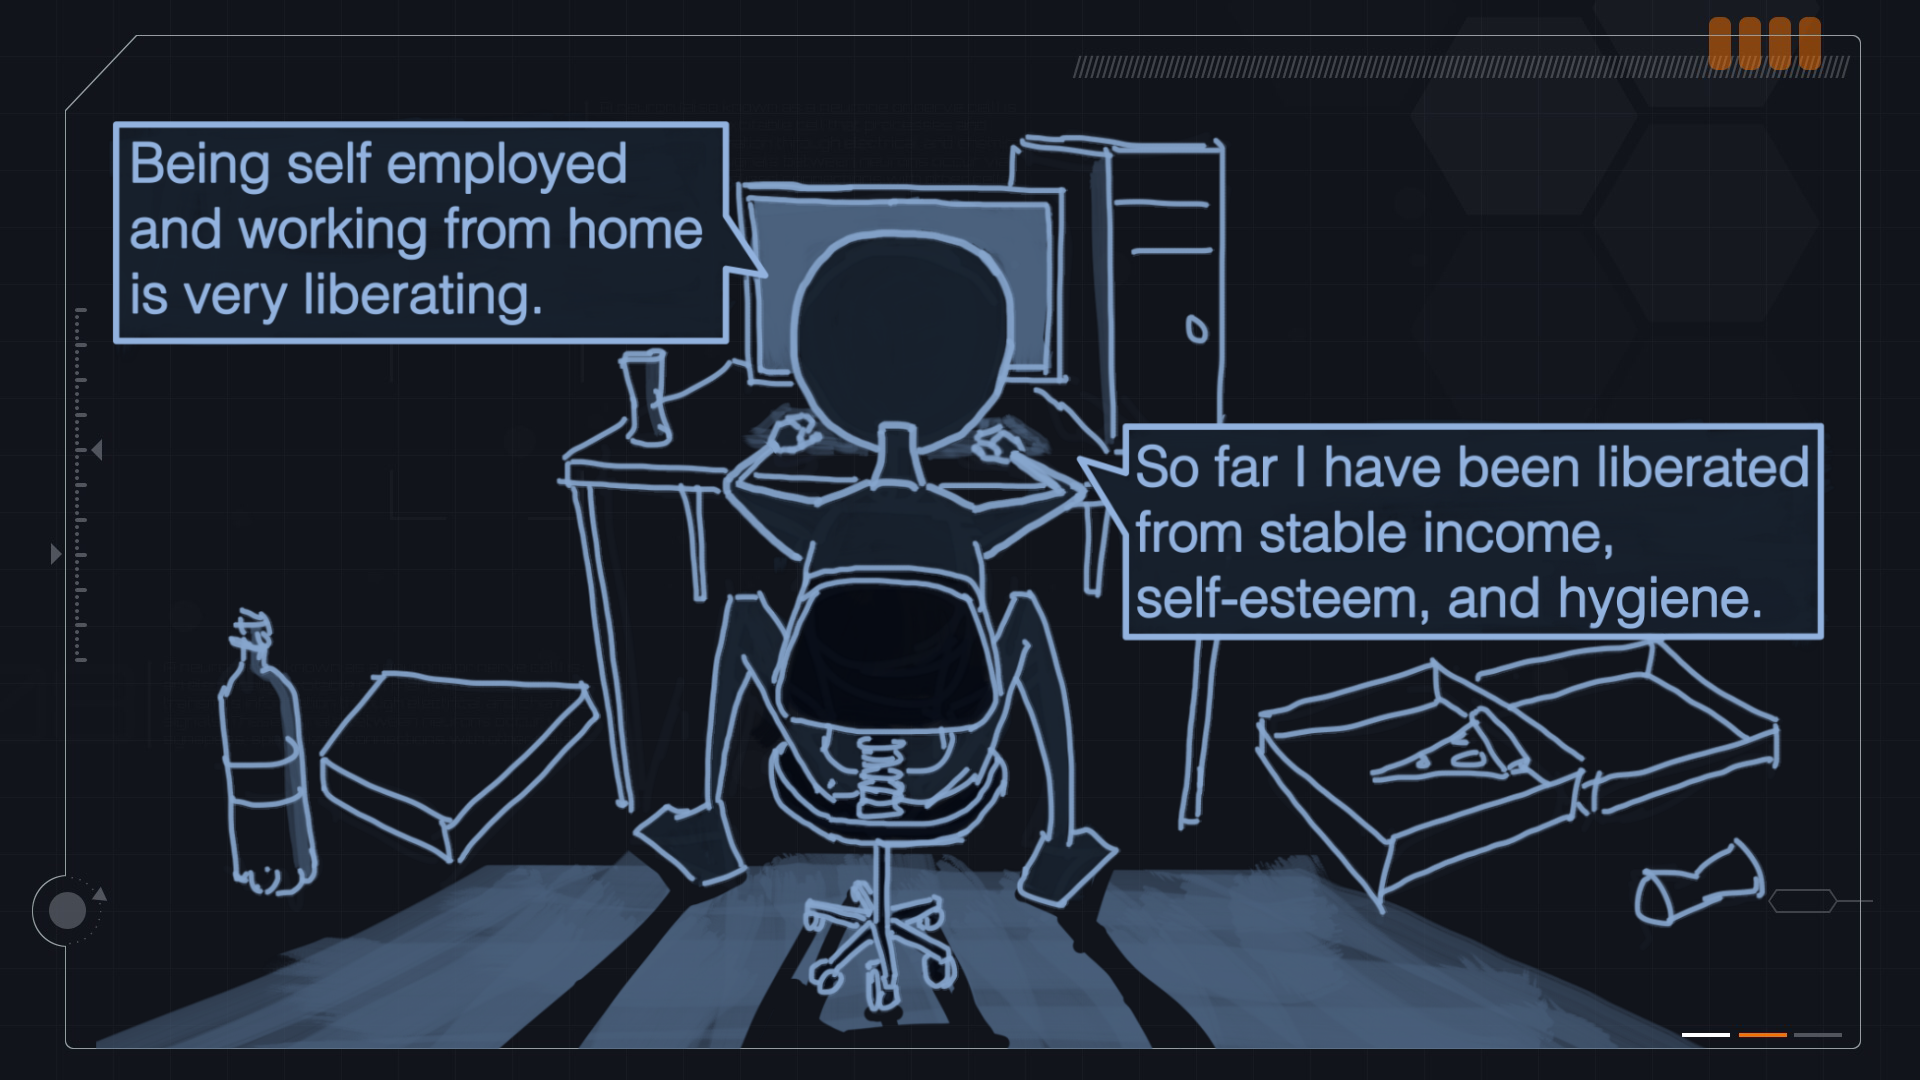 Being self employed
and working from home
is very liberating.
So far I have been liberated
from stable income,
self-esteem, and hygiene.